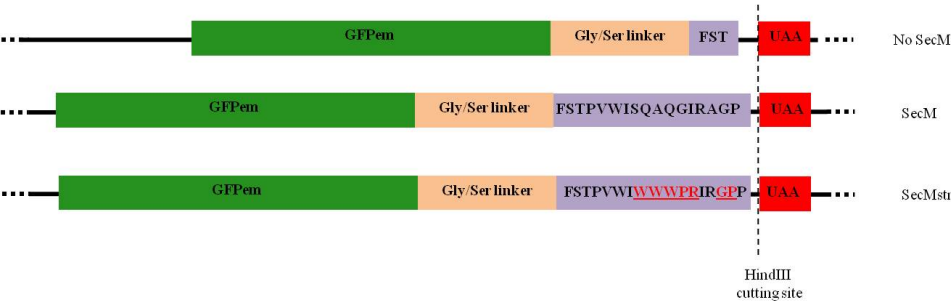 GFPem Gly/Ser linker FST UAA No SecM
GFPem Gly/Ser linker FSTPVWISQAQGIRAGP UAA SecM
GFPem Gly/Ser linker FSTPVWIWWWPRIRGPP UAA SecMstr
HindIII
cutting site